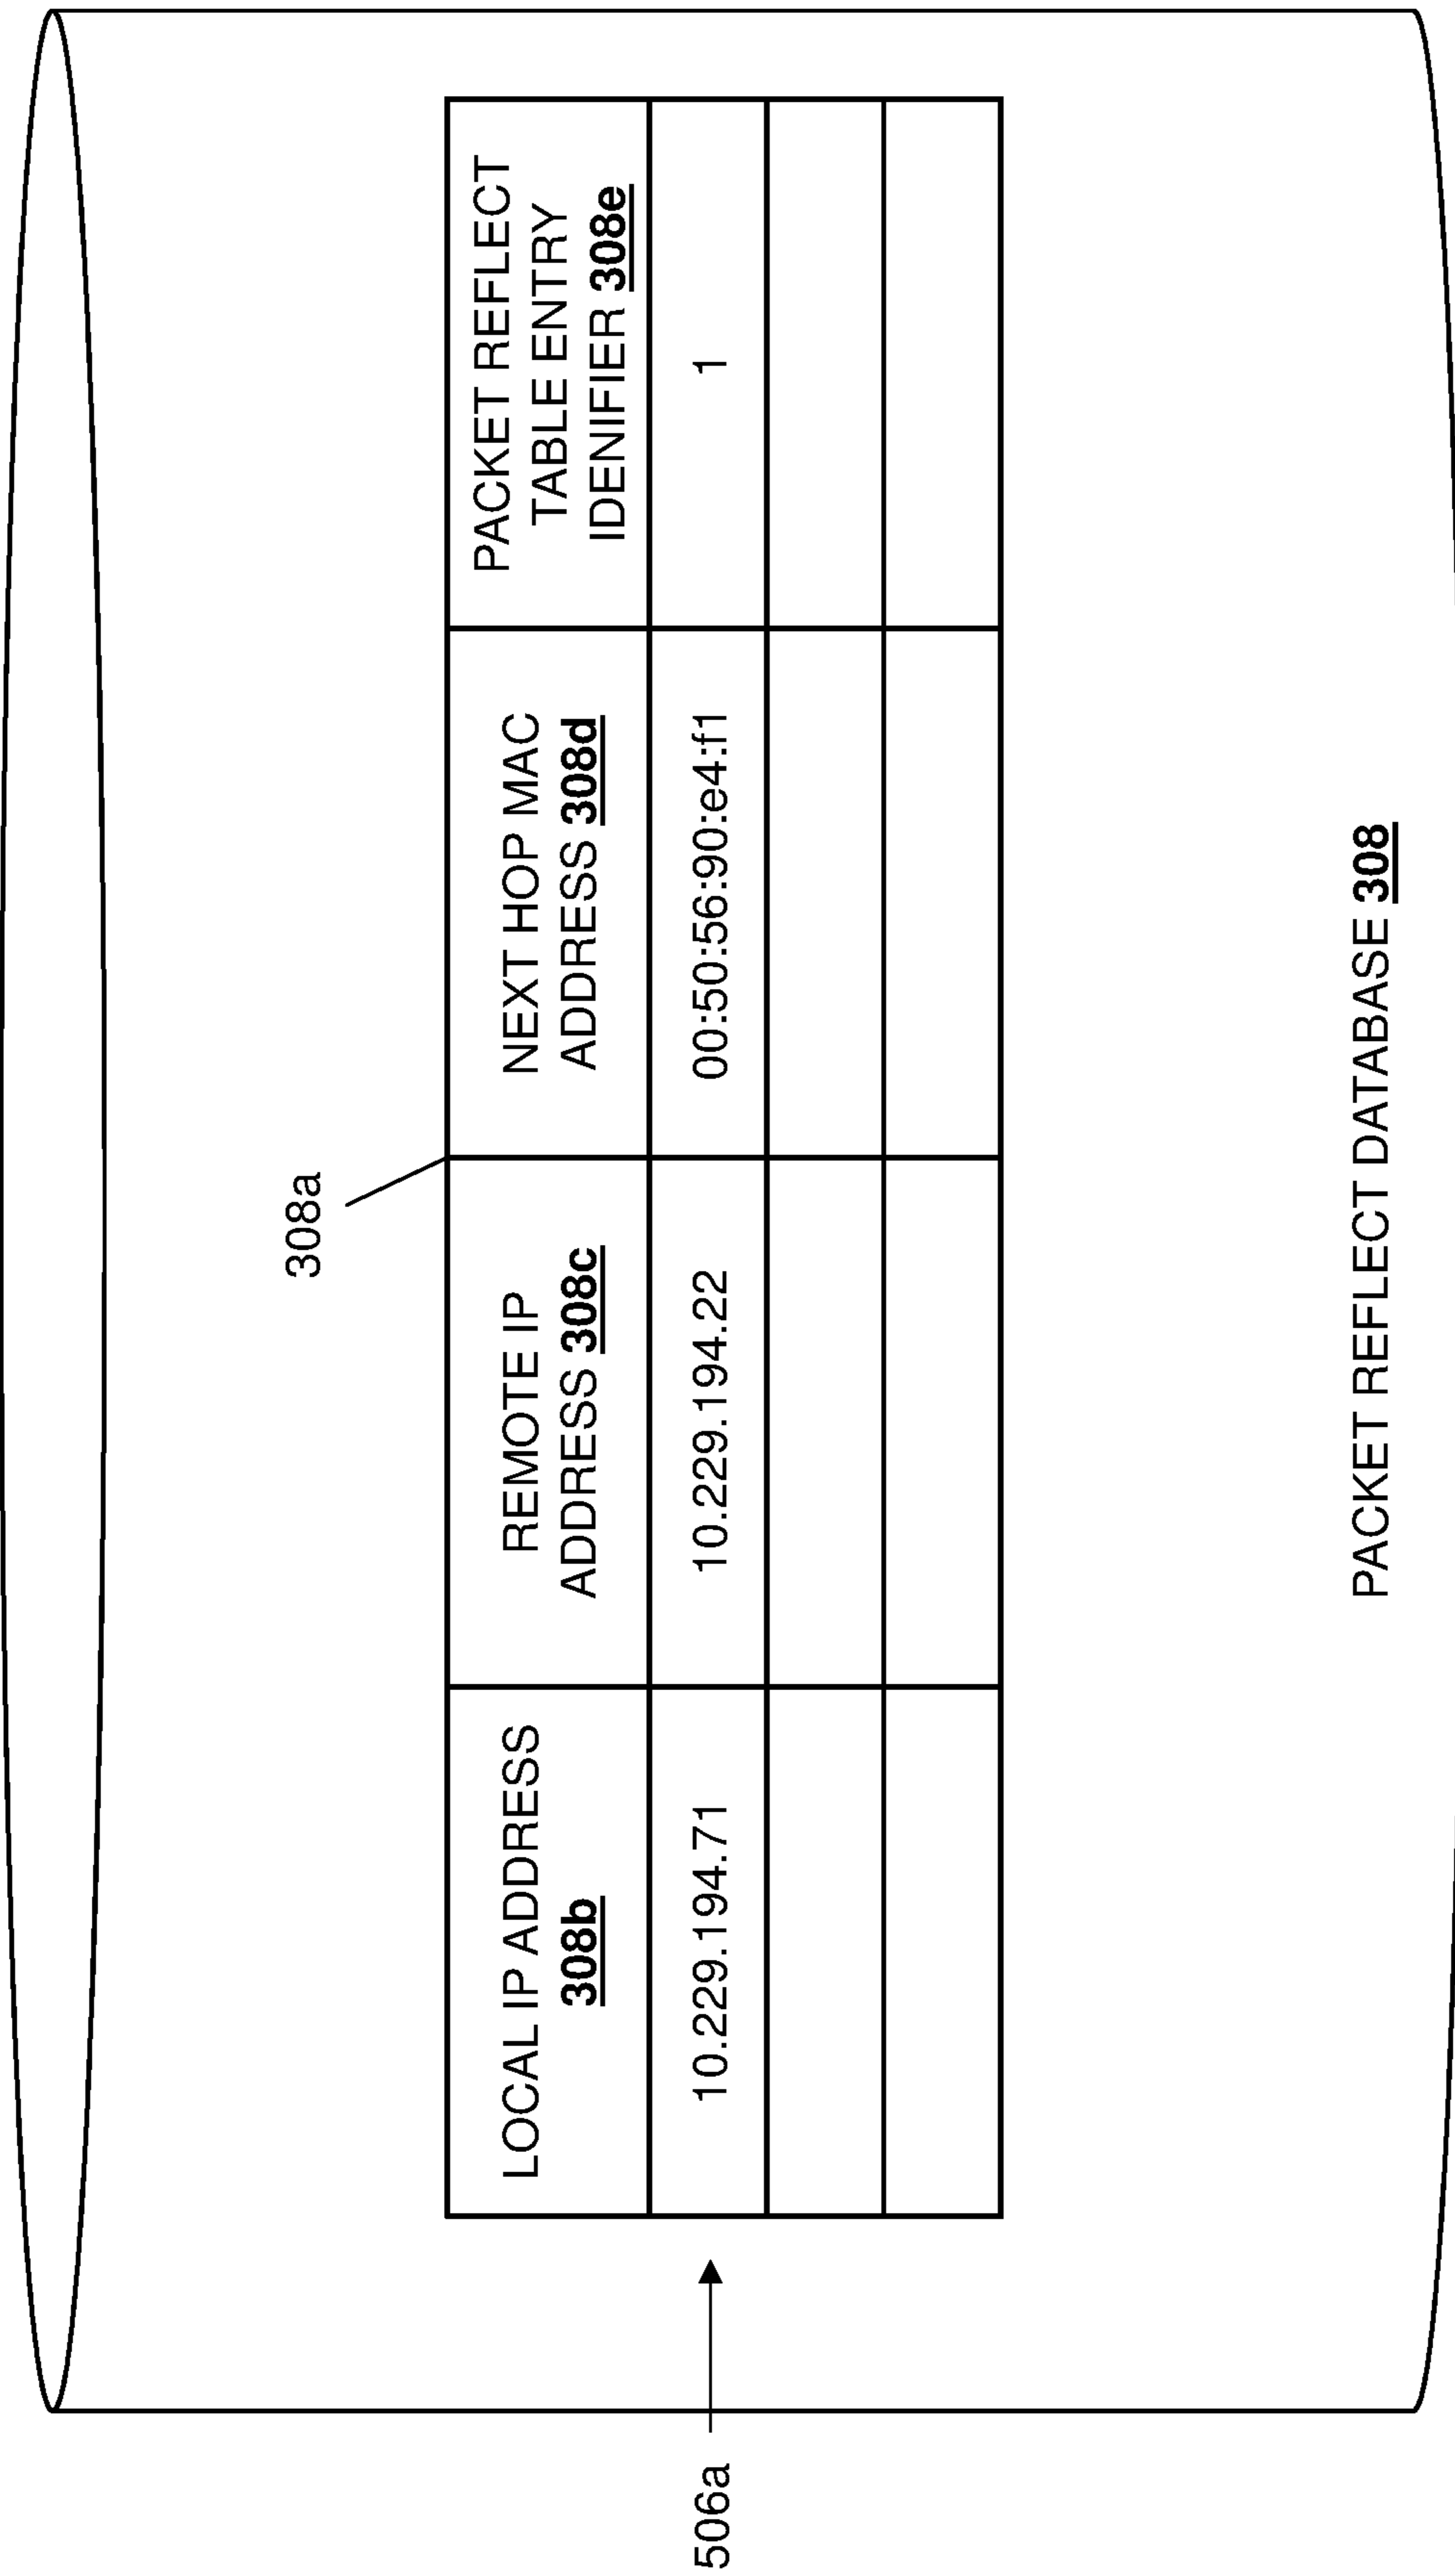 308a
LOCAL IP ADDRESS
308b
REMOTE IP
ADDRESS 308c
NEXT HOP MAC
ADDRESS 308d
PACKET REFLECT
TABLE ENTRY
IDENIFIER 308e
506a
10.229.194.71
10.229.194.22
00:50:56:90:e4:f1
1
PACKET REFLECT DATABASE 308